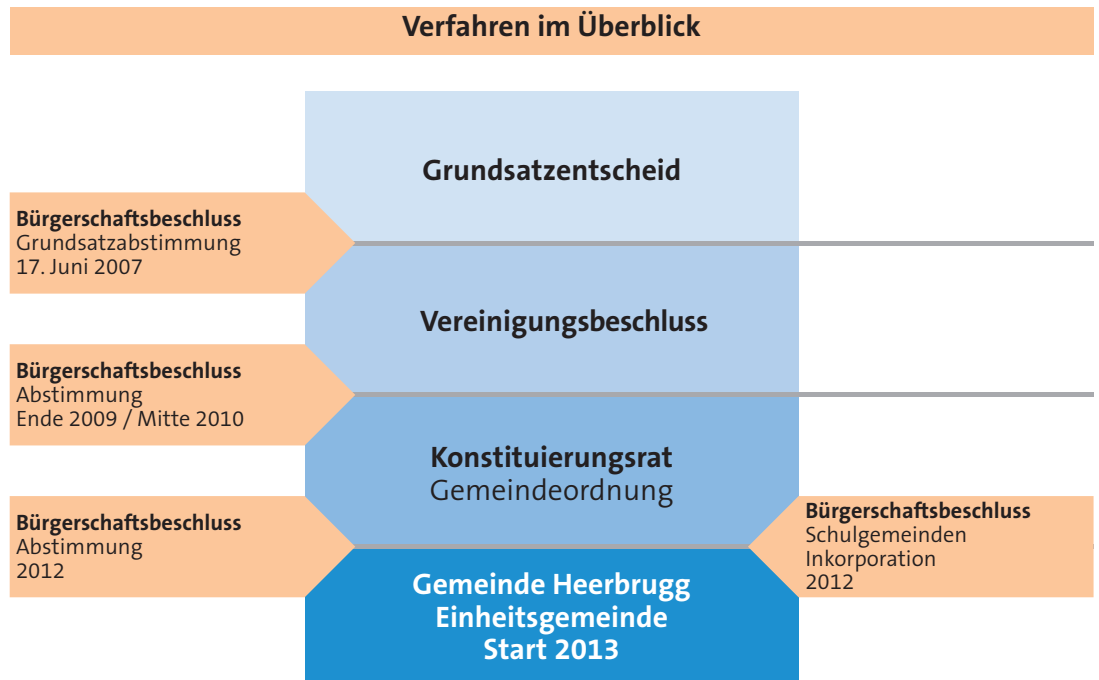 Verfahren im Überblick
Grundsatzentscheid
Bürgerschaftsbeschluss
Grundsatzabstimmung
17. Juni 2007
Vereinigungsbeschluss
Bürgerschaftsbeschluss
Abstimmung
Ende 2009 / Mitte 2010
Konstituierungsrat
Gemeindeordnung
Bürgerschaftsbeschluss
Abstimmung
2012
Bürgerschaftsbeschluss
Schulgemeinden
Inkorporation
2012
Gemeinde Heerbrugg
Einheitsgemeinde
Start 2013